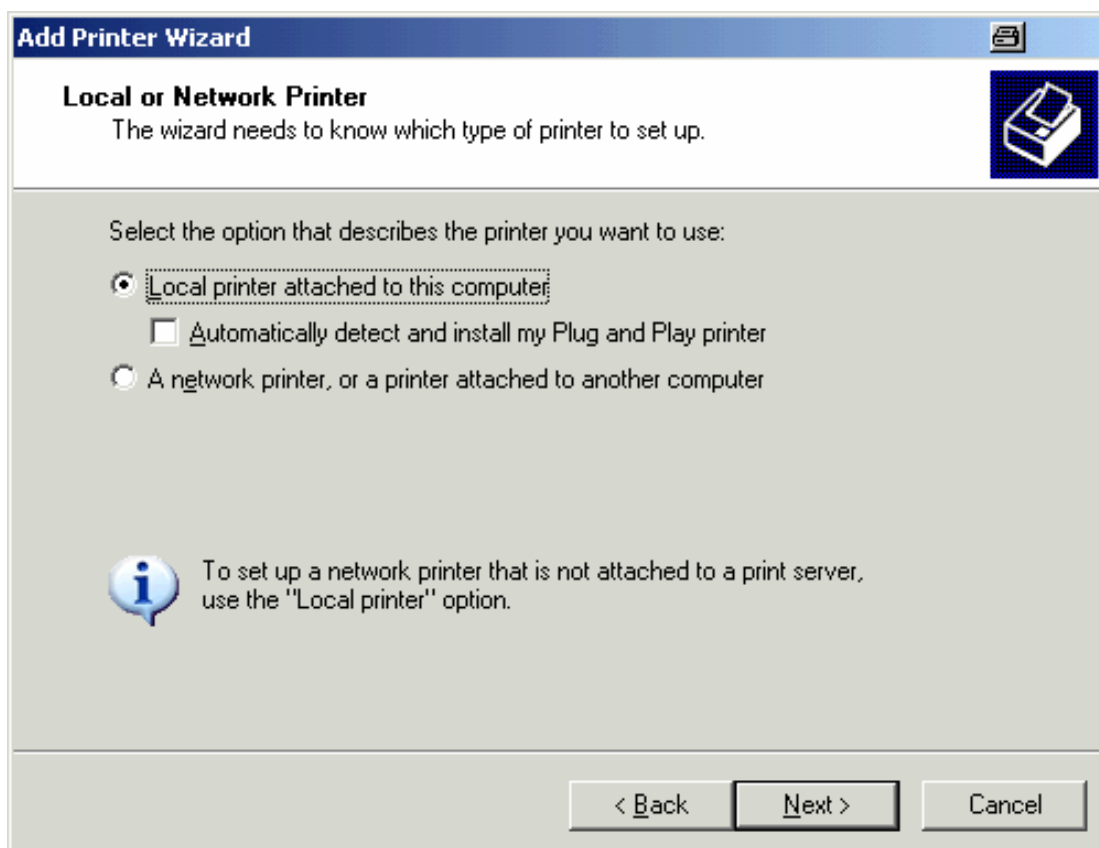 Add Printer Wizard
Local or Network Printer
The wizard needs to know which type of printer to set up.
Select the option that describes the printer you want to use:
Local printer attached to this computer
Automatically detect and install my Plug and Play printer
A network printer, or a printer attached to another computer
To set up a network printer that is not attached to a print server,
use the "Local printer" option.
< Back Next > Cancel